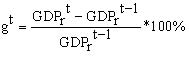 g^t = (GDP_r^t − GDP_r^t−1) / GDP_r^t−1 *100%